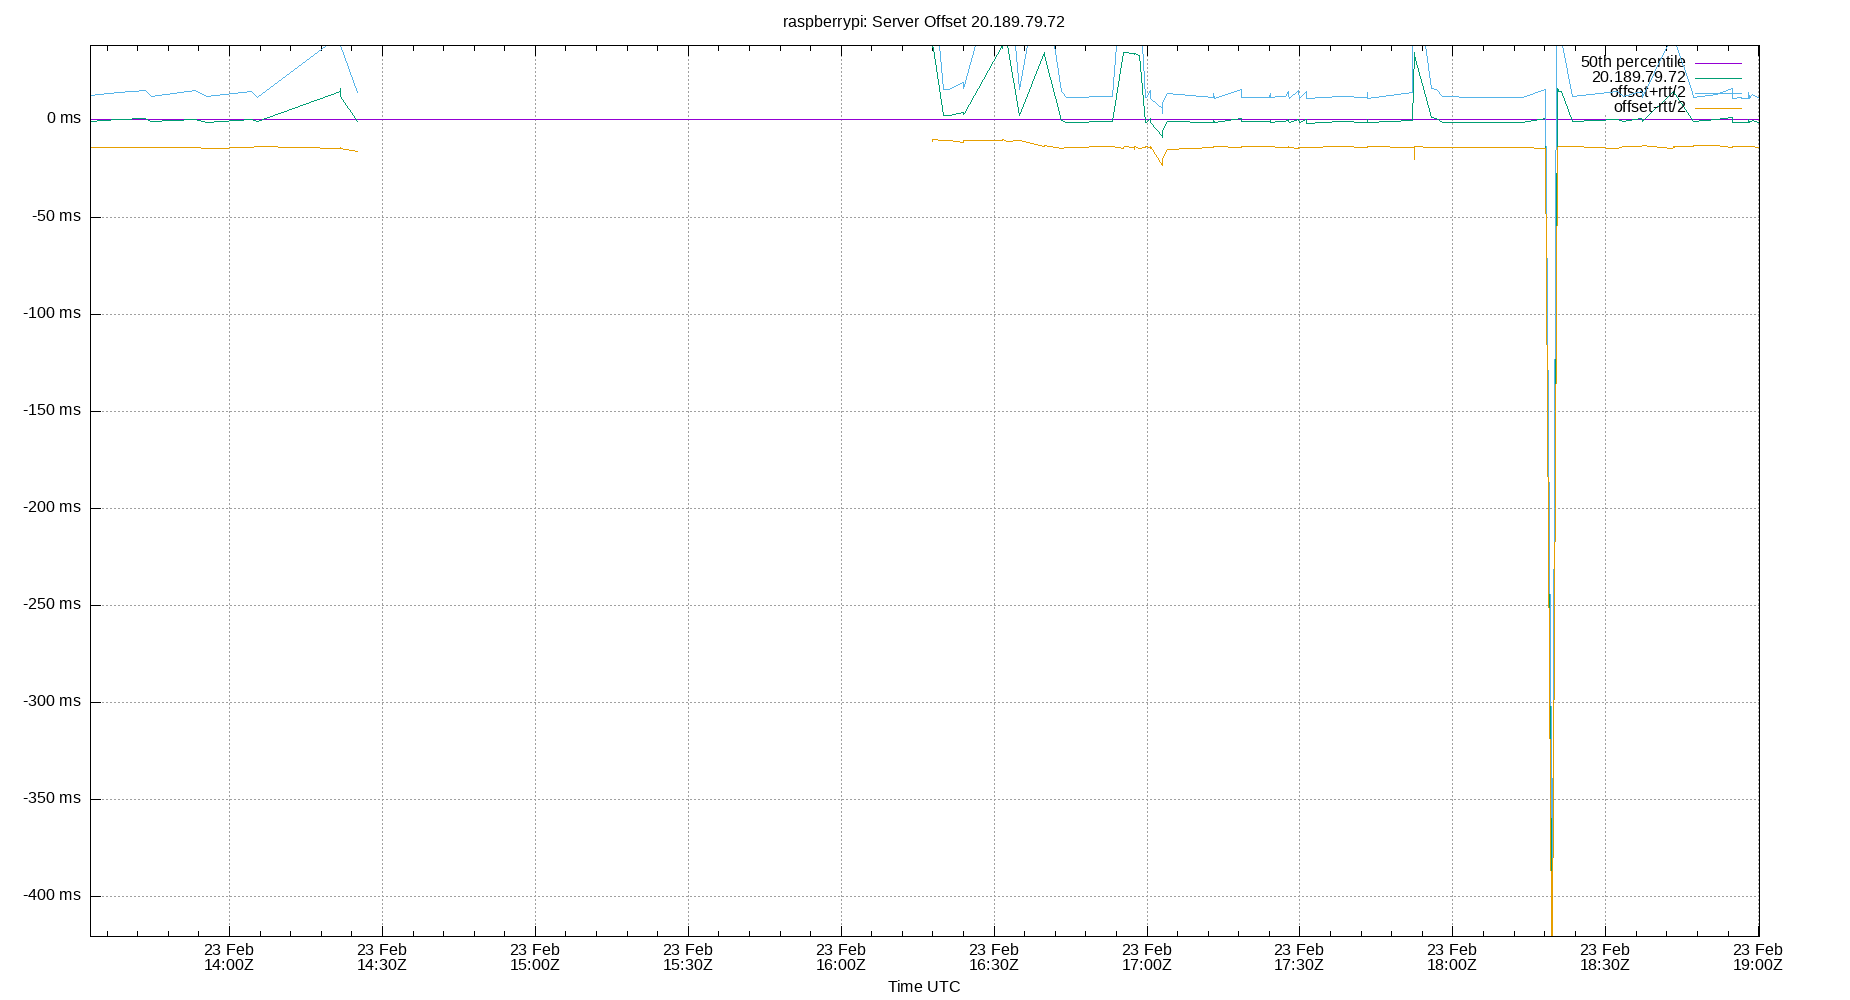 raspberrypi: Server Offset 20.189.79.72
50th percentile
20.189.79.72
offset+rtt/2
offset-rtt/2
0 ms
-50 ms
-100 ms
-150 ms
-200 ms
-250 ms
-300 ms
-350 ms
-400 ms
23 Feb 23 Feb 23 Feb 23 Feb 23 Feb 23 Feb 23 Feb 23 Feb 23 Feb 23 Feb 23 Feb
14:00Z 14:30Z 15:00Z 15:30Z 16:00Z 16:30Z 17:00Z 17:30Z 18:00Z 18:30Z 19:00Z
Time UTC